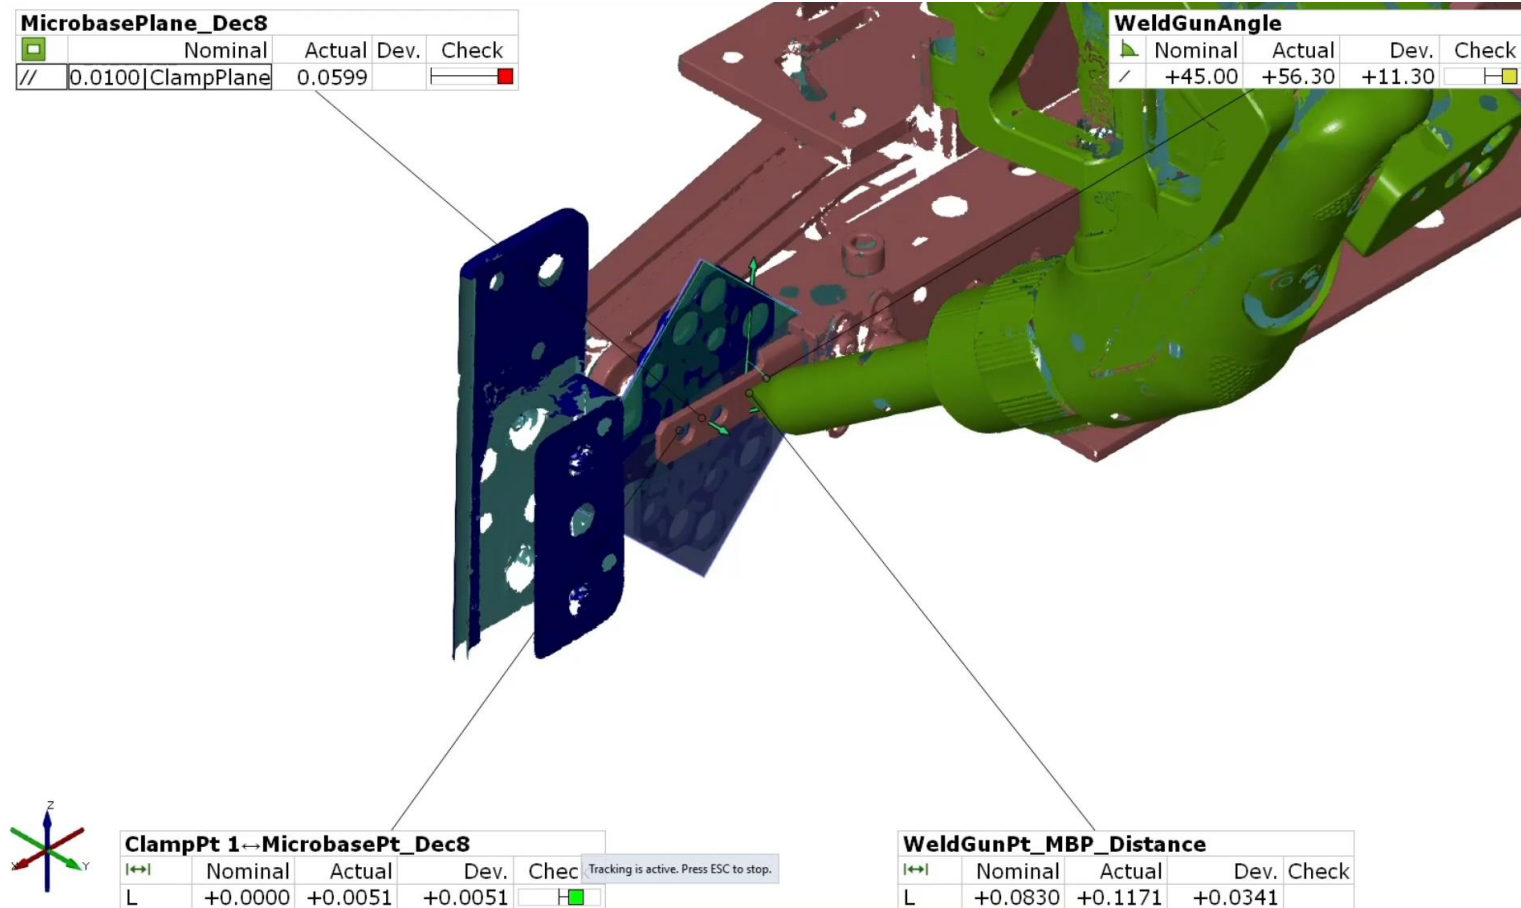 MicrobasePlane_Dec8
Nominal Actual Dev. Check
// 0.0100|ClampPlane 0.0599
WeldGunAngle
Nominal Actual Dev. Check
+45.00 +56.30 +11.30
Z
X Y
ClampPt 1↔MicrobasePt_Dec8
Nominal Actual Dev. Chec
L +0.0000 +0.0051 +0.0051
Tracking is active. Press ESC to stop.
WeldGunPt_MBP_Distance
Nominal Actual Dev. Check
L +0.0830 +0.1171 +0.0341